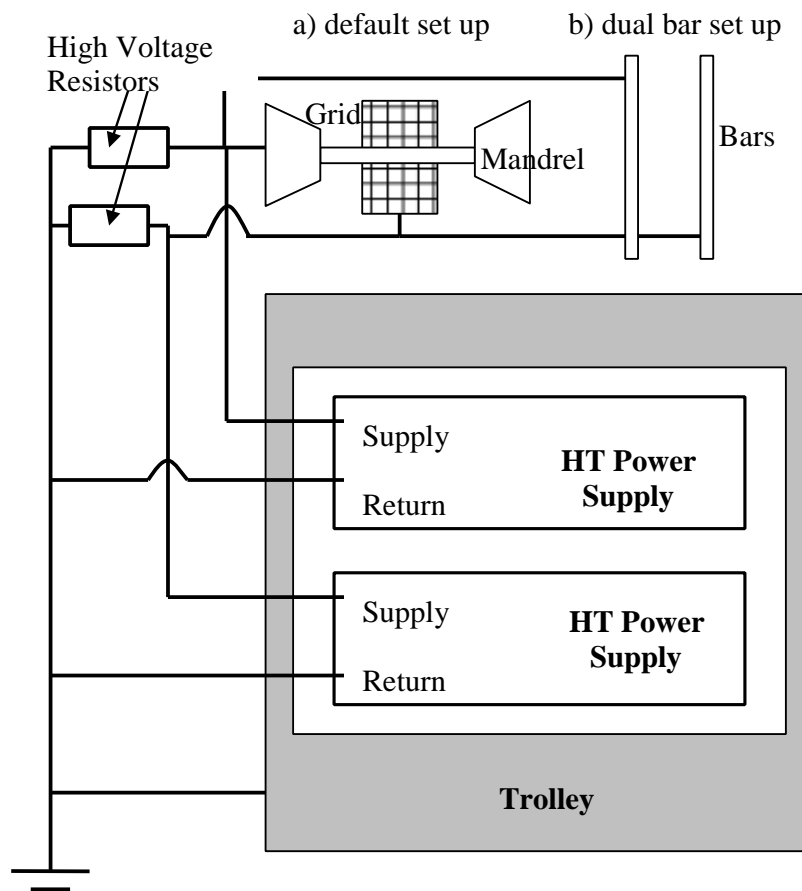 a) default set up
b) dual bar set up
High Voltage
Resistors
Grid
Mandrel
Bars
Supply
HT Power
Supply
Return
Supply
HT Power
Supply
Return
Trolley